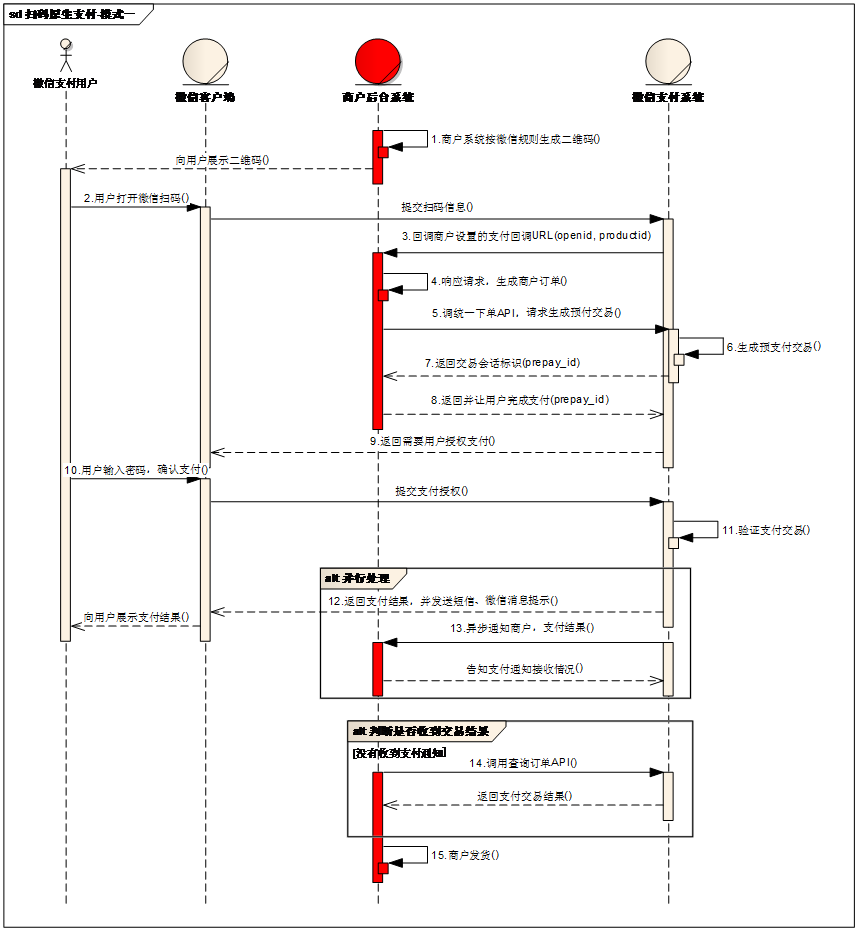 sd 扫码原生支付-模式一
微信支付用户
微信客户端
商户后台系统
微信支付系统
1.商户系统按微信规则生成二维码()
向用户展示二维码()
2.用户打开微信扫码()
提交扫码信息()
3.回调商户设置的支付回调URL(openid, productid)
4.响应请求，生成商户订单()
5.调统一下单API，请求生成预付交易()
6.生成预支付交易()
7.返回交易会话标识(prepay_id)
8.返回并让用户完成支付(prepay_id)
9.返回需要用户授权支付()
10.用户输入密码，确认支付()
提交支付授权()
11.验证支付交易()
alt 并行处理
12.返回支付结果，并发送短信、微信消息提示()
向用户展示支付结果()
13.异步通知商户，支付结果()
告知支付通知接收情况()
alt 判断是否收到交易结果
[没有收到支付通知]
14.调用查询订单API()
返回支付交易结果()
15.商户发货()